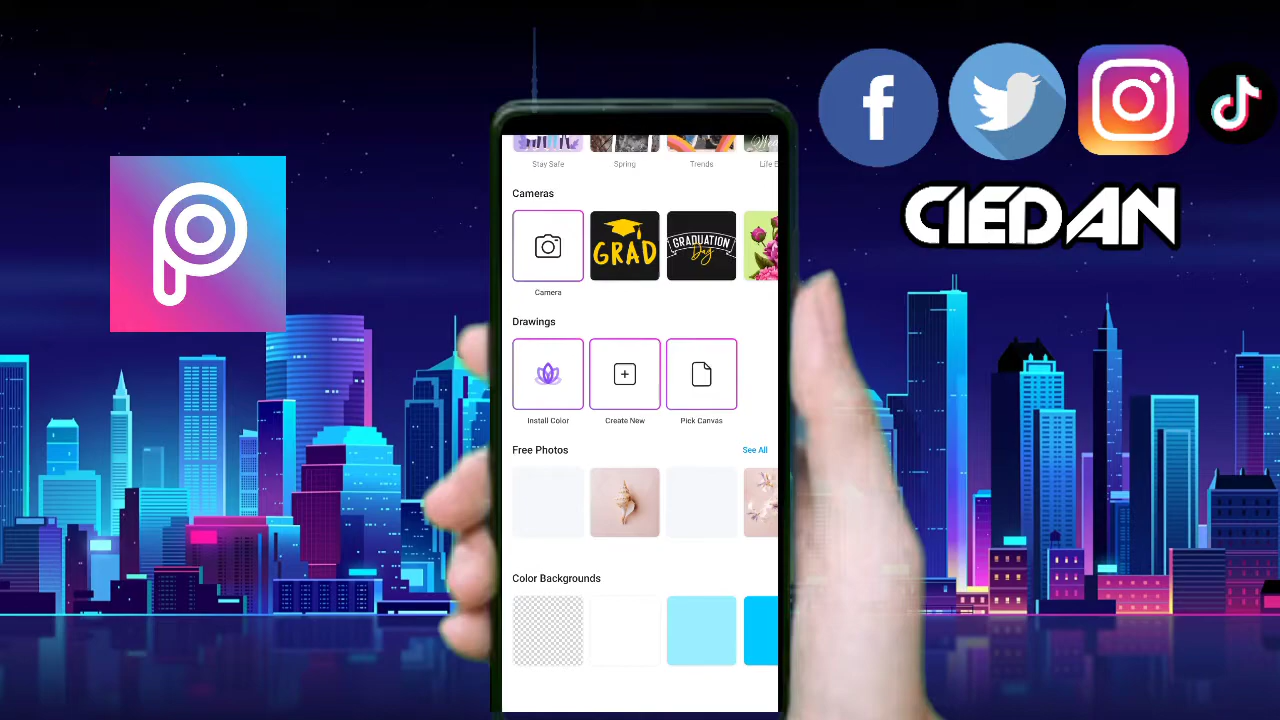 Stay Safe
Spring
Trends
Life E
CIEDAN
Cameras
GRAD
GRADUATION
Day
Camera
Drawings
Install Color
Create New
Pick Canvas
Free Photos
See All
Color Backgrounds